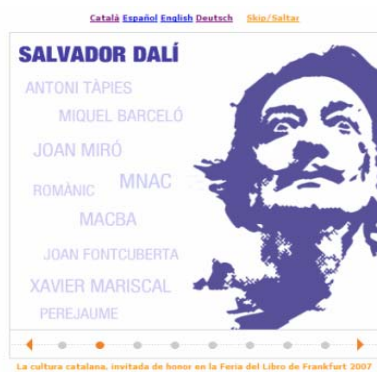 Català Español English Deutsch Skip/Saltar
SALVADOR DALÍ
ANTONI TÀPIES
MIQUEL BARCELÓ
JOAN MIRÓ
ROMÀNIC MNAC
MACBA
JOAN FONTCUBERTA
XAVIER MARISCAL
PEREJAUME
La cultura catalana, invitada de honor en la Feria del Libro de Frankfurt 2007